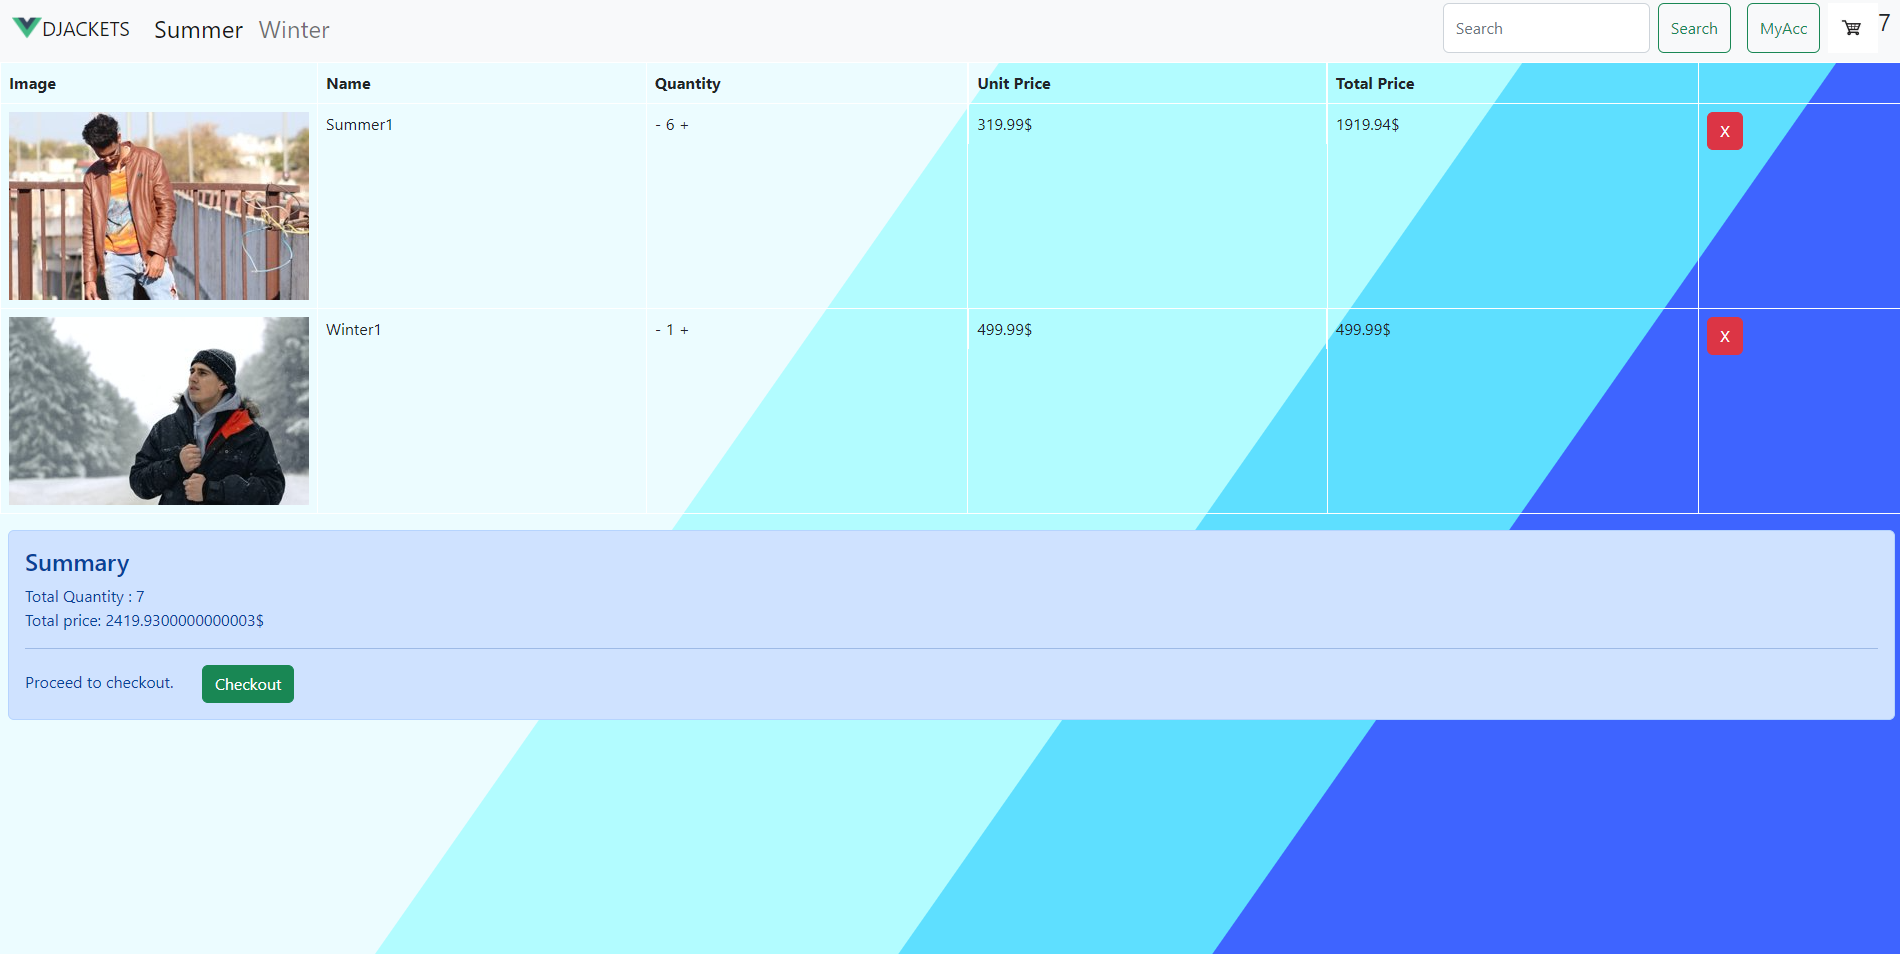 DJACKETS Summer Winter Search Search MyAcc 7
Image Name Quantity Unit Price Total Price
Summer1 - 6 + 319.99$ 1919.94$ X
Winter1 - 1 + 499.99$ 499.99$ X
Summary
Total Quantity : 7
Total price: 2419.9300000000003$
Proceed to checkout. Checkout